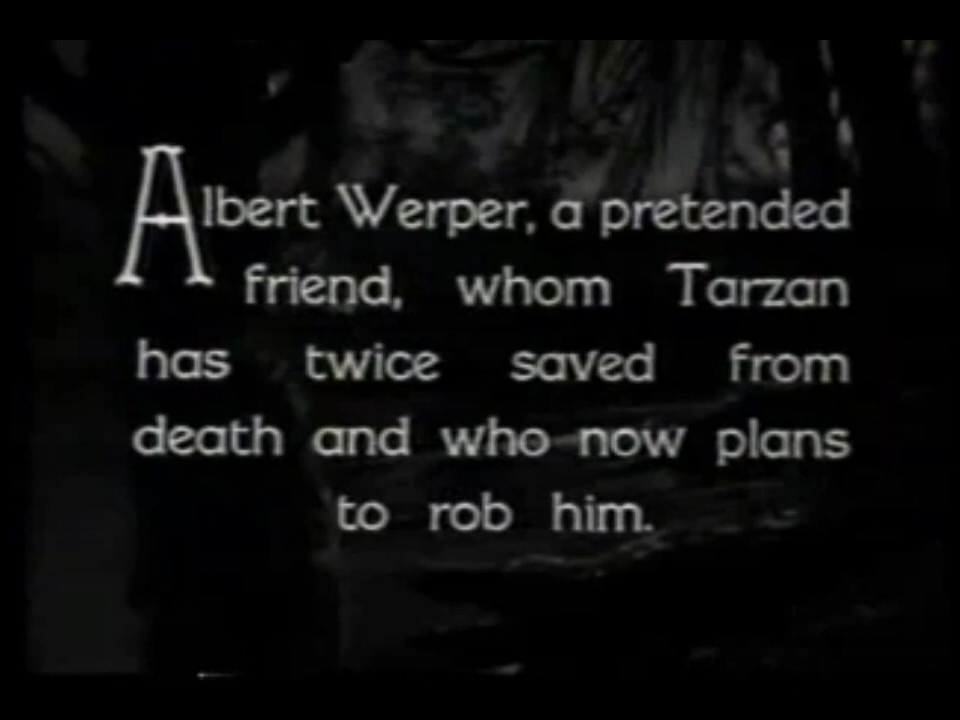 Albert Werper, a pretended
friend, whom Tarzan
has twice saved from
death and who now plans
to rob him.